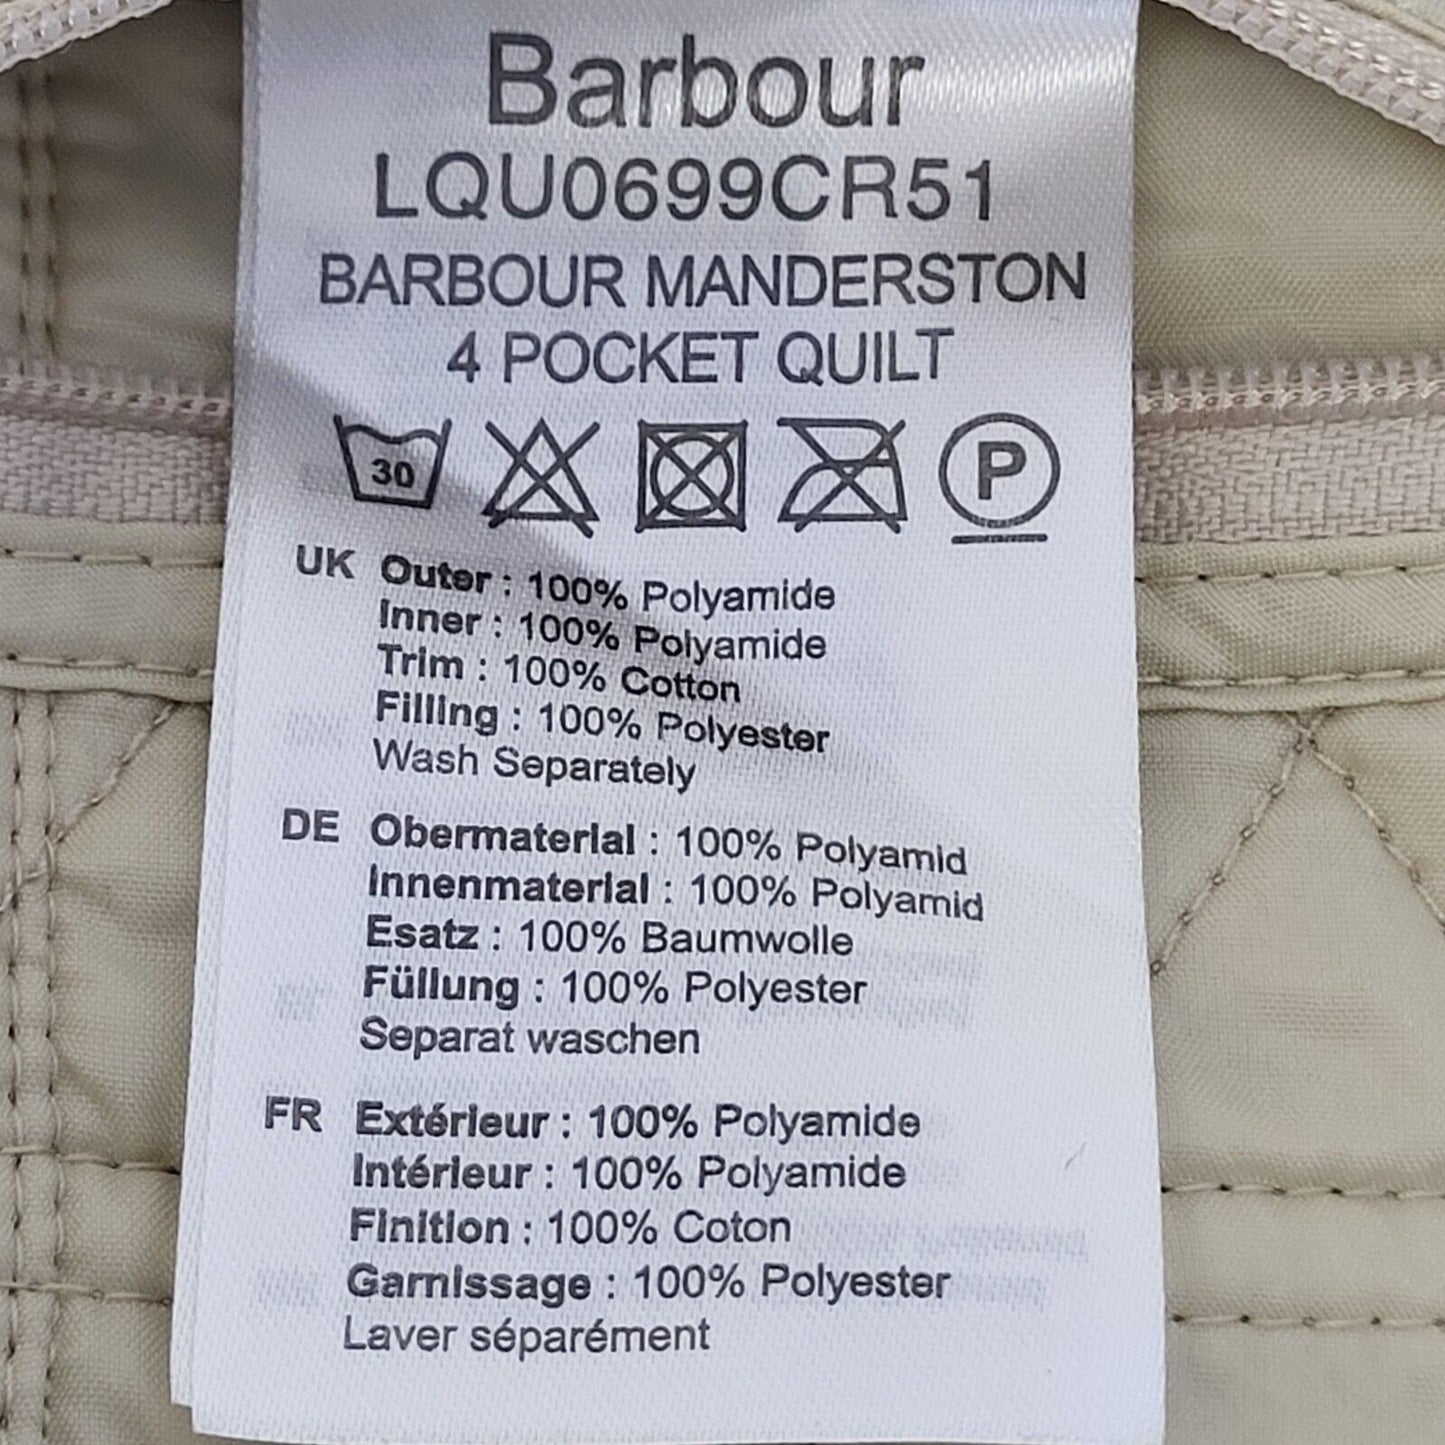 Barbour
LQU0699CR51
BARBOUR MANDERSTON
4 POCKET QUILT
30 P
UK Outer : 100% Polyamide
Inner : 100% Polyamide
Trim : 100% Cotton
Filling : 100% Polyester
Wash Separately
DE Obermaterial : 100% Polyamid
Innenmaterial : 100% Polyamid
Esatz : 100% Baumwolle
Füllung : 100% Polyester
Separat waschen
FR Extérieur : 100% Polyamide
Intérieur : 100% Polyamide
Finition : 100% Coton
Garnissage : 100% Polyester
Laver séparément